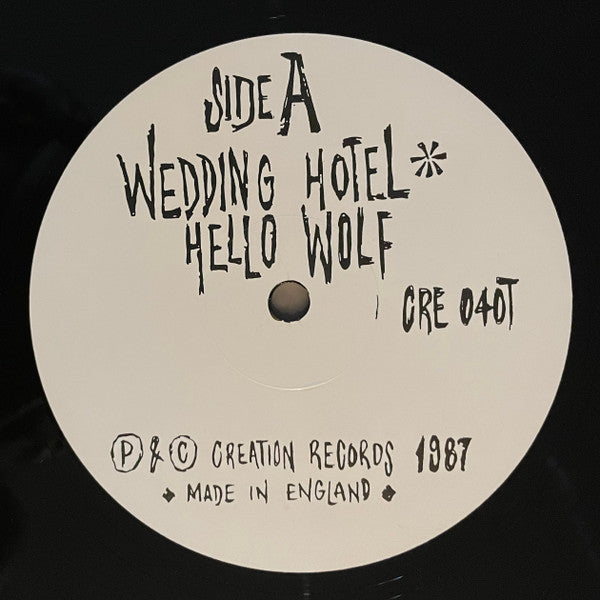 SIDE A
WEDDING HOTEL*
HELLO WOLF
CRE 040T
Ⓟ & © CREATION RECORDS 1987
◆ MADE IN ENGLAND ◆